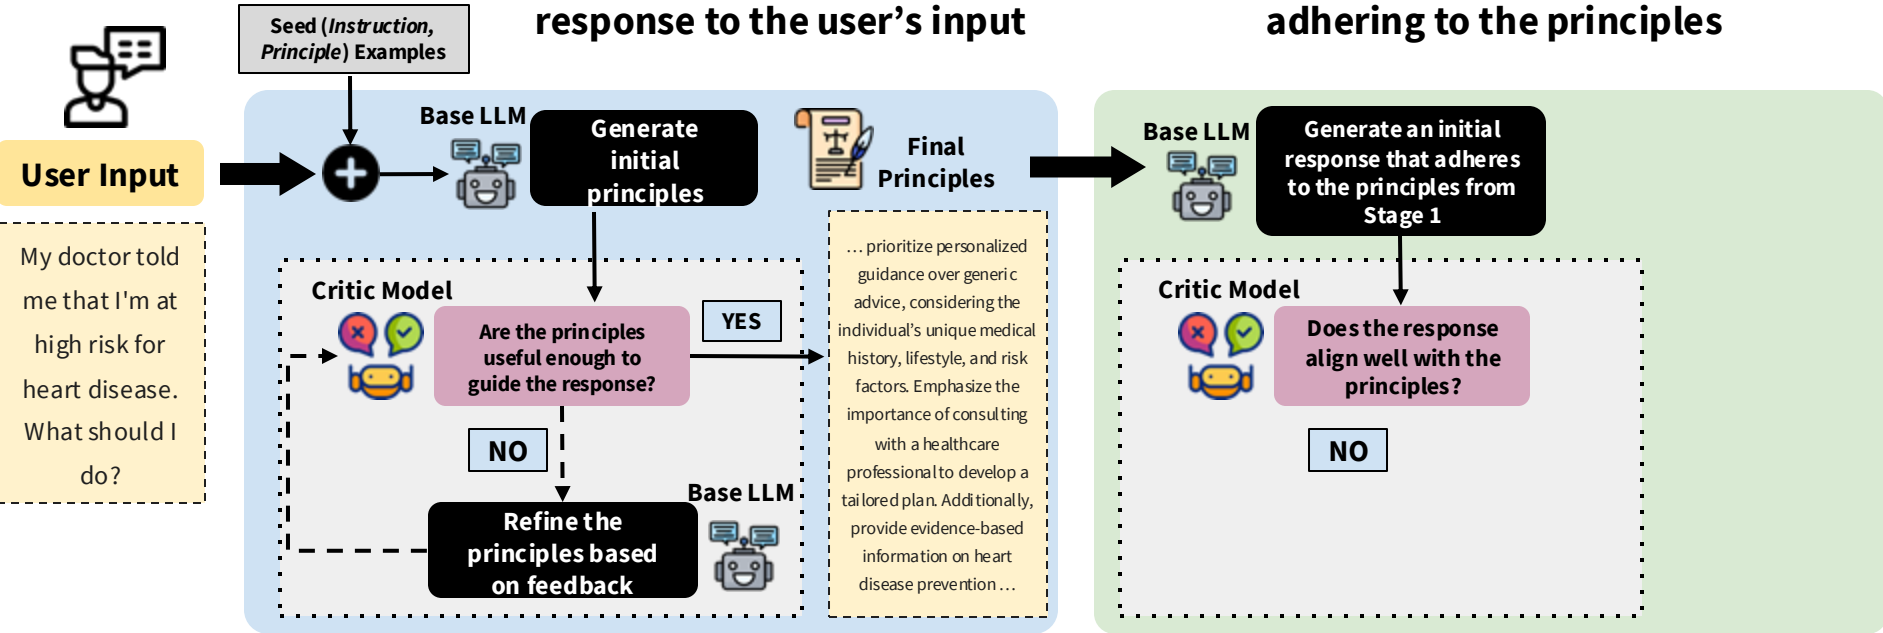 response to the user's input
adhering to the principles
Seed (Instruction,
Principle) Examples
User Input
My doctor told
me that I'm at
high risk for
heart disease.
What should I
do?
Base LLM
Generate
initial
principles
Final
Principles
Critic Model
Are the principles
useful enough to
guide the response?
YES
NO
Base LLM
Refine the
principles based
on feedback
... prioritize personalized
guidance over generic
advice, considering the
individual's unique medical
history, lifestyle, and risk
factors. Emphasize the
importance of consulting
with a healthcare
professional to develop a
tailored plan. Additionally,
provide evidence-based
information on heart
disease prevention ...
Base LLM
Generate an initial
response that adheres
to the principles from
Stage 1
Critic Model
Does the response
align well with the
principles?
NO